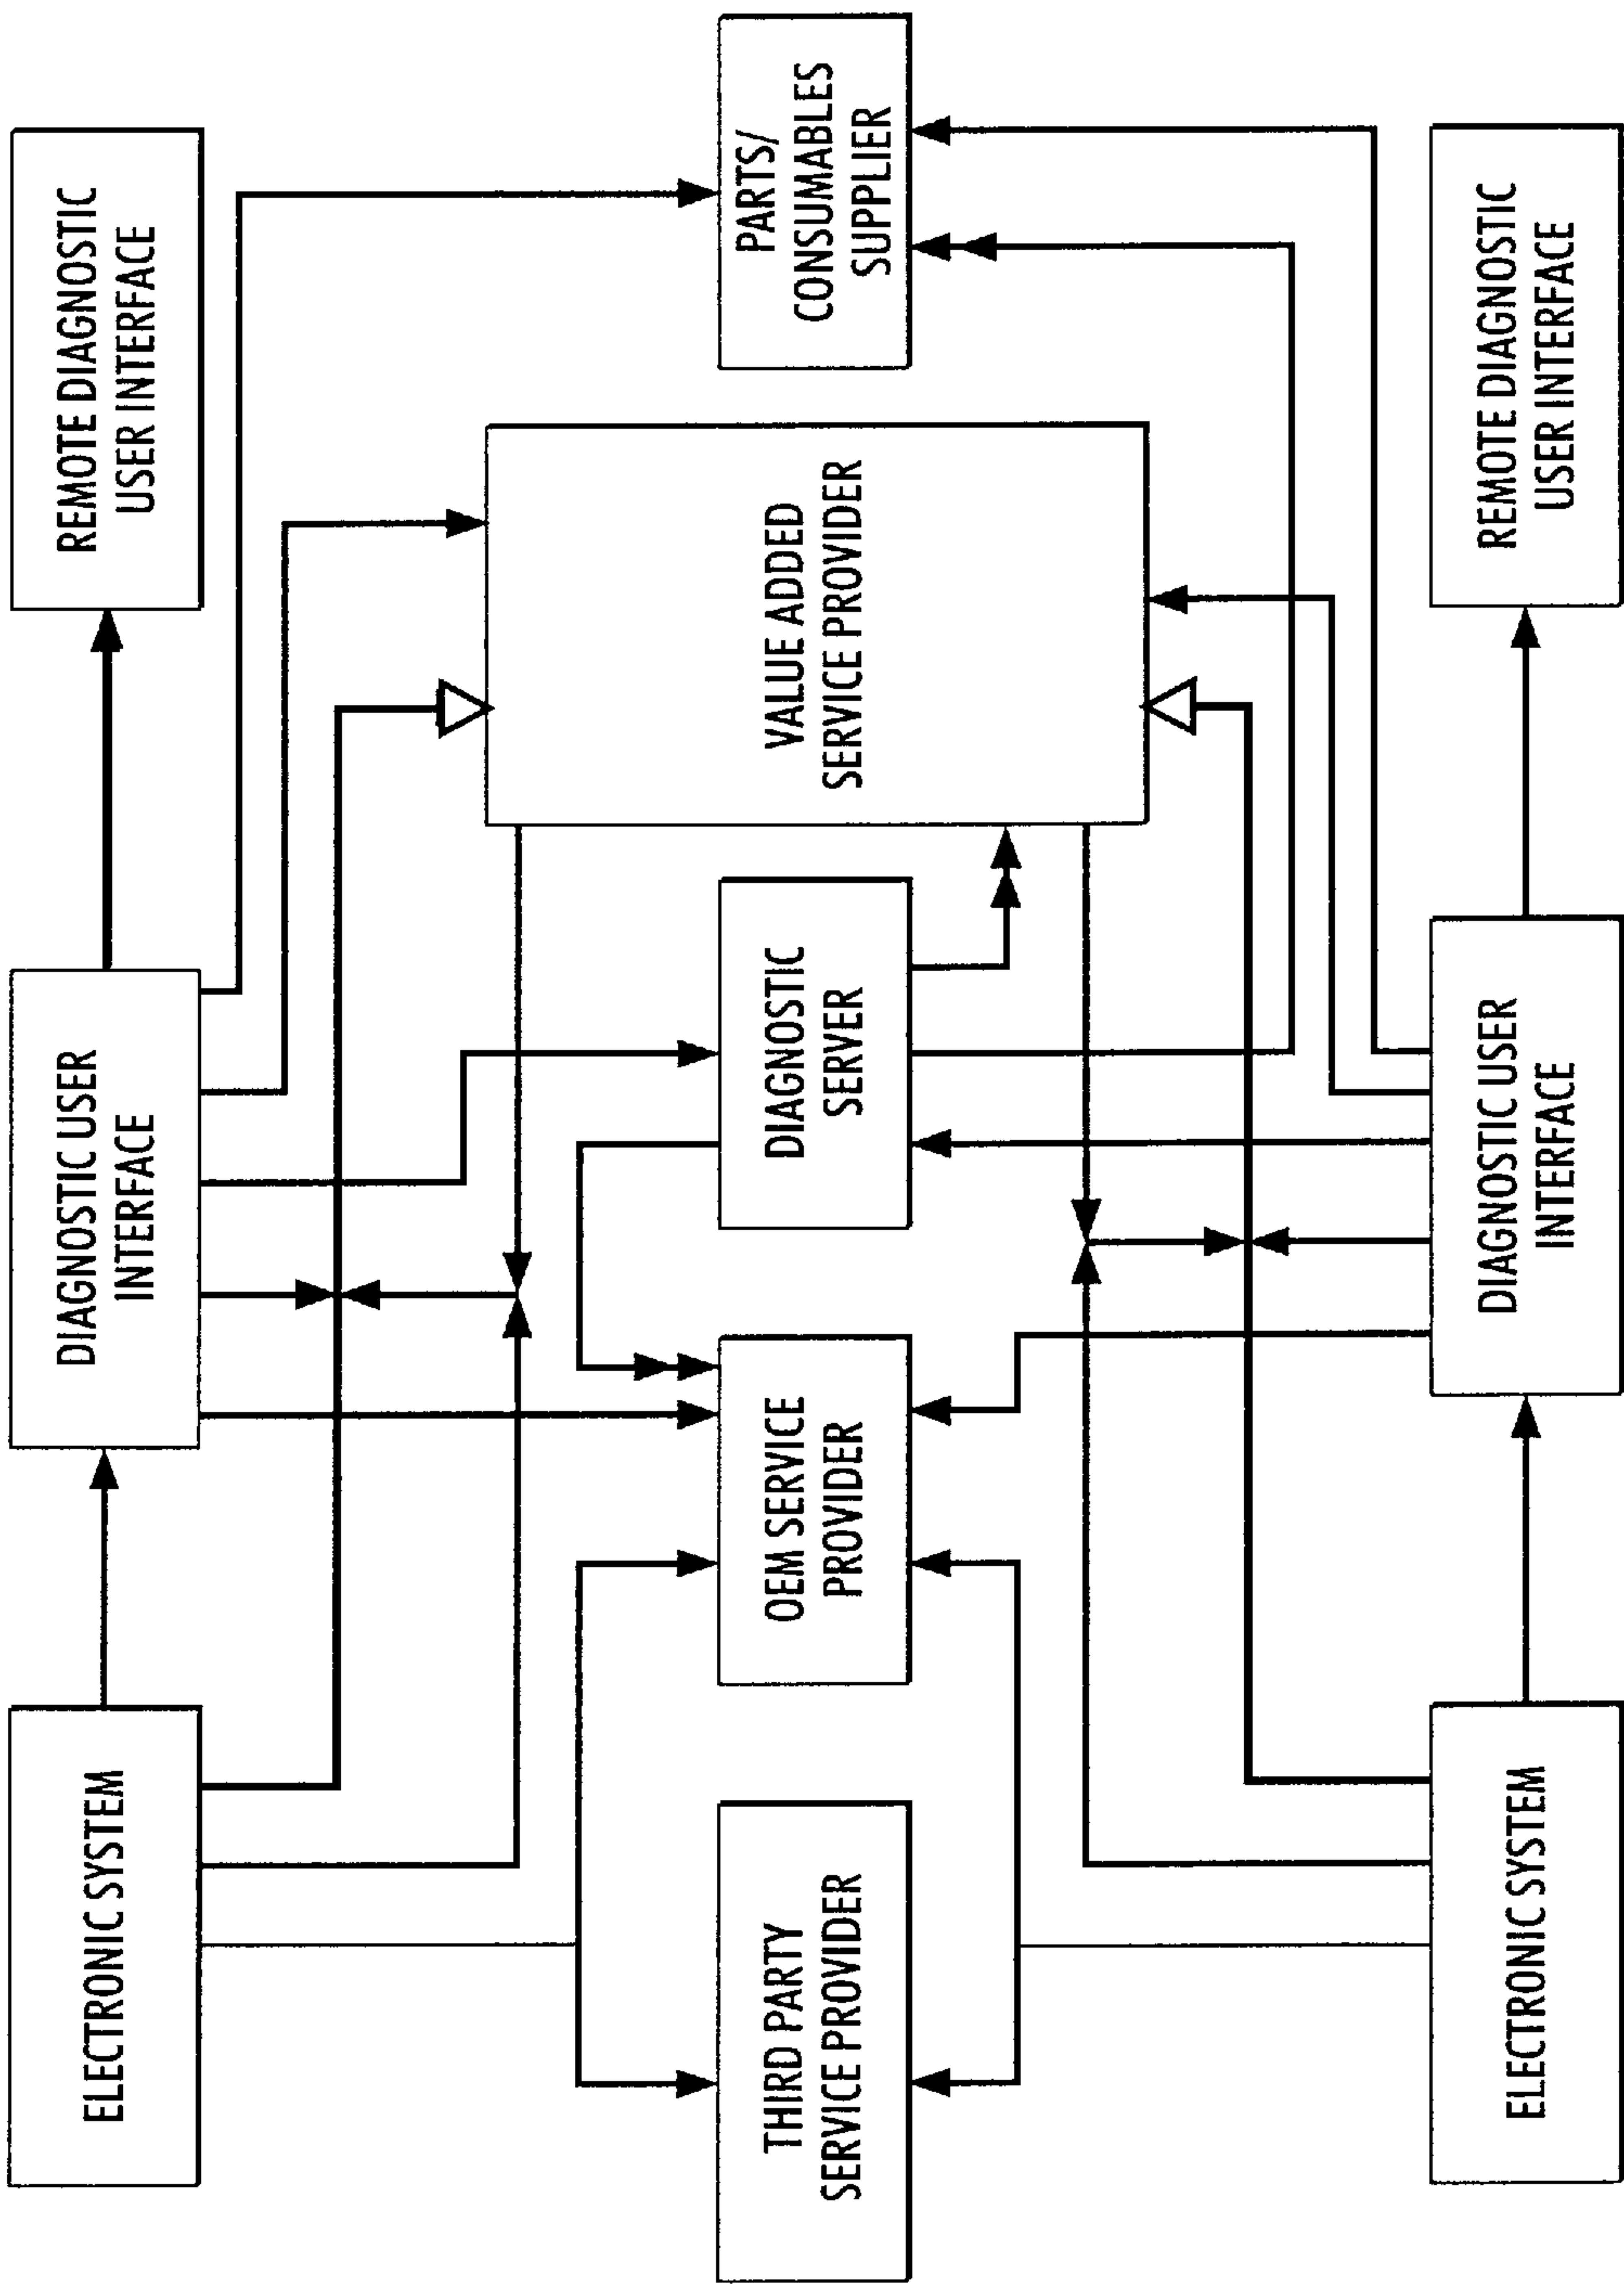 ELECTRONIC SYSTEM
DIAGNOSTIC USER
INTERFACE
REMOTE DIAGNOSTIC
USER INTERFACE
THIRD PARTY
SERVICE PROVIDER
OEM SERVICE
PROVIDER
DIAGNOSTIC
SERVER
VALUE ADDED
SERVICE PROVIDER
PARTS/
CONSUMABLES
SUPPLIER
ELECTRONIC SYSTEM
DIAGNOSTIC USER
INTERFACE
REMOTE DIAGNOSTIC
USER INTERFACE